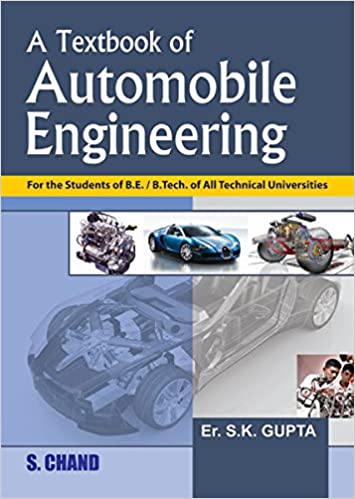 A Textbook of
Automobile
Engineering
For the Students of B.E. / B.Tech. of All Technical Universities
Er. S.K. GUPTA
S. CHAND